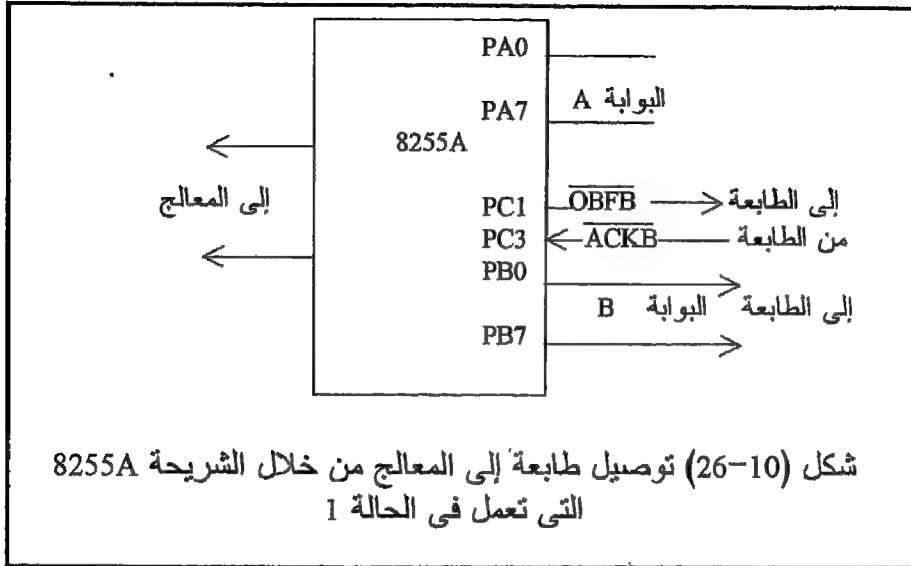 PA0
البوابة A
PA7
8255A
إلى المعالج
PC1 OBFB إلى الطابعة
PC3 ACKB من الطابعة
PB0
إلى الطابعة البوابة B
PB7
شكل (10-26) توصيل طابعة إلى المعالج من خلال الشريحة 8255A
التى تعمل فى الحالة 1